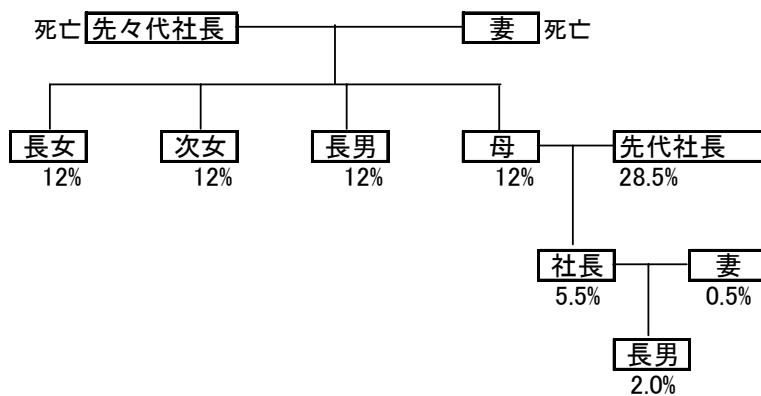 死亡 先々代社長 妻 死亡
長女 次女 長男 母 先代社長
12% 12% 12% 12% 28.5%
社長 妻
5.5% 0.5%
長男
2.0%